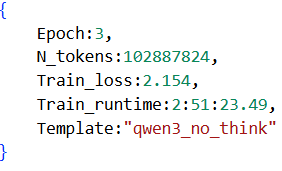 {
Epoch:3,
N_tokens:102887824,
Train_loss:2.154,
Train_runtime:2:51:23.49,
Template:"qwen3_no_think"
}